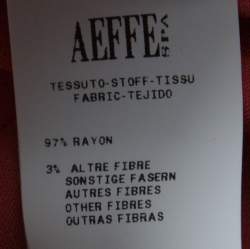 AEFFE SPA
TESSUTO-STOFF-TISSU
FABRIC-TEJIDO
97% RAYON
3% ALTRE FIBRE
SONSTIGE FASERN
AUTRES FIBRES
OTHER FIBRES
OUTRAS FIBRAS